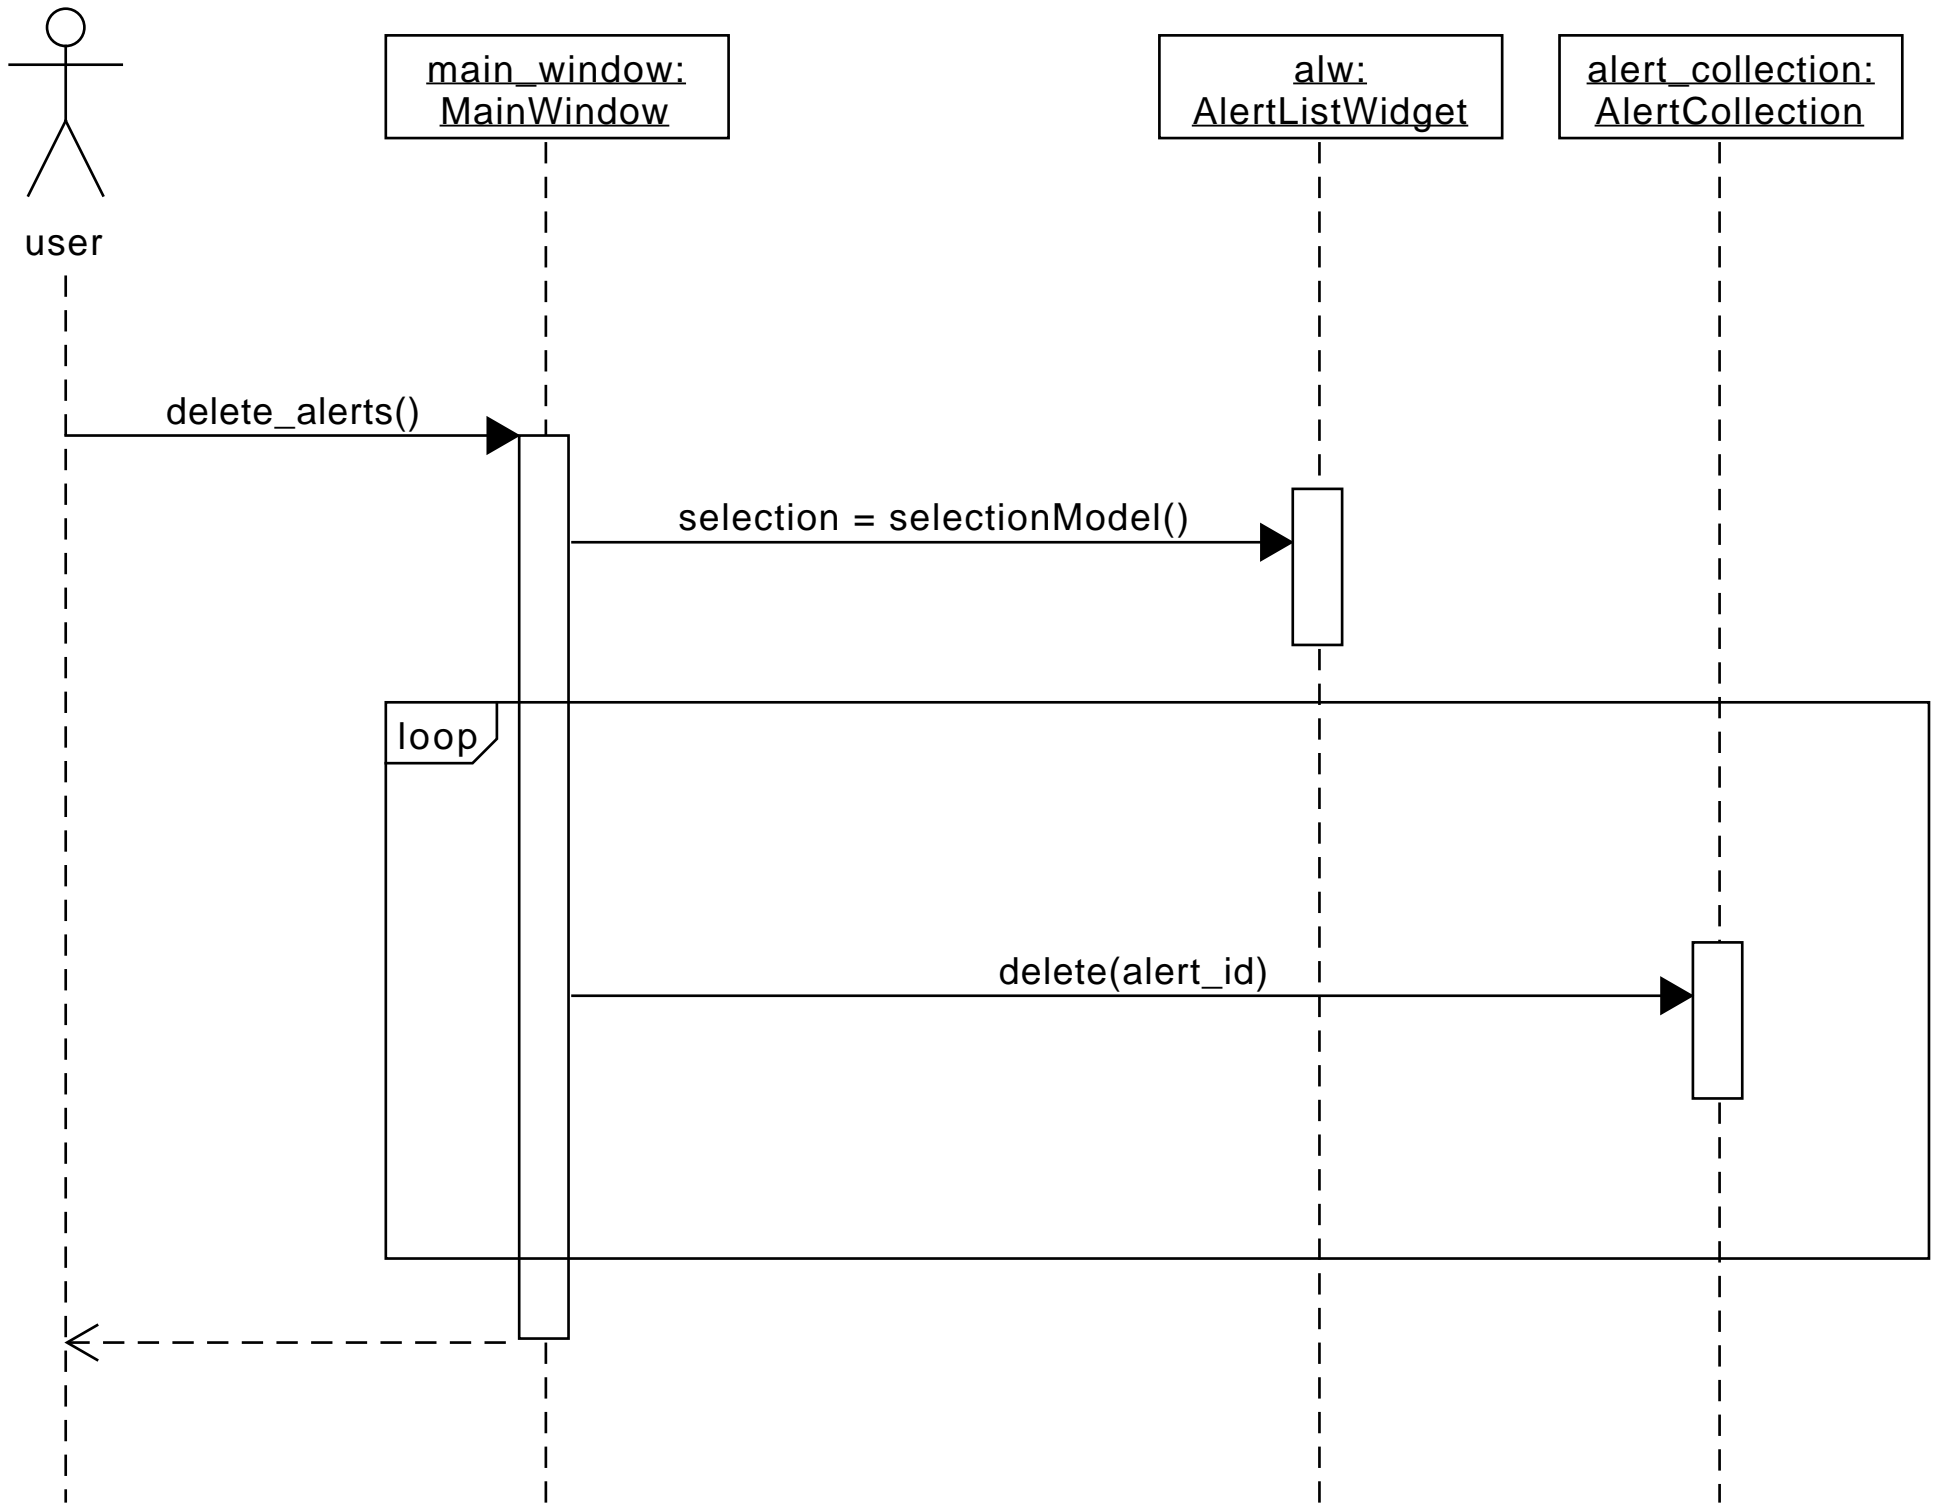 main_window:
MainWindow
alw:
AlertListWidget
alert_collection:
AlertCollection
user
delete_alerts()
selection = selectionModel()
loop
delete(alert_id)